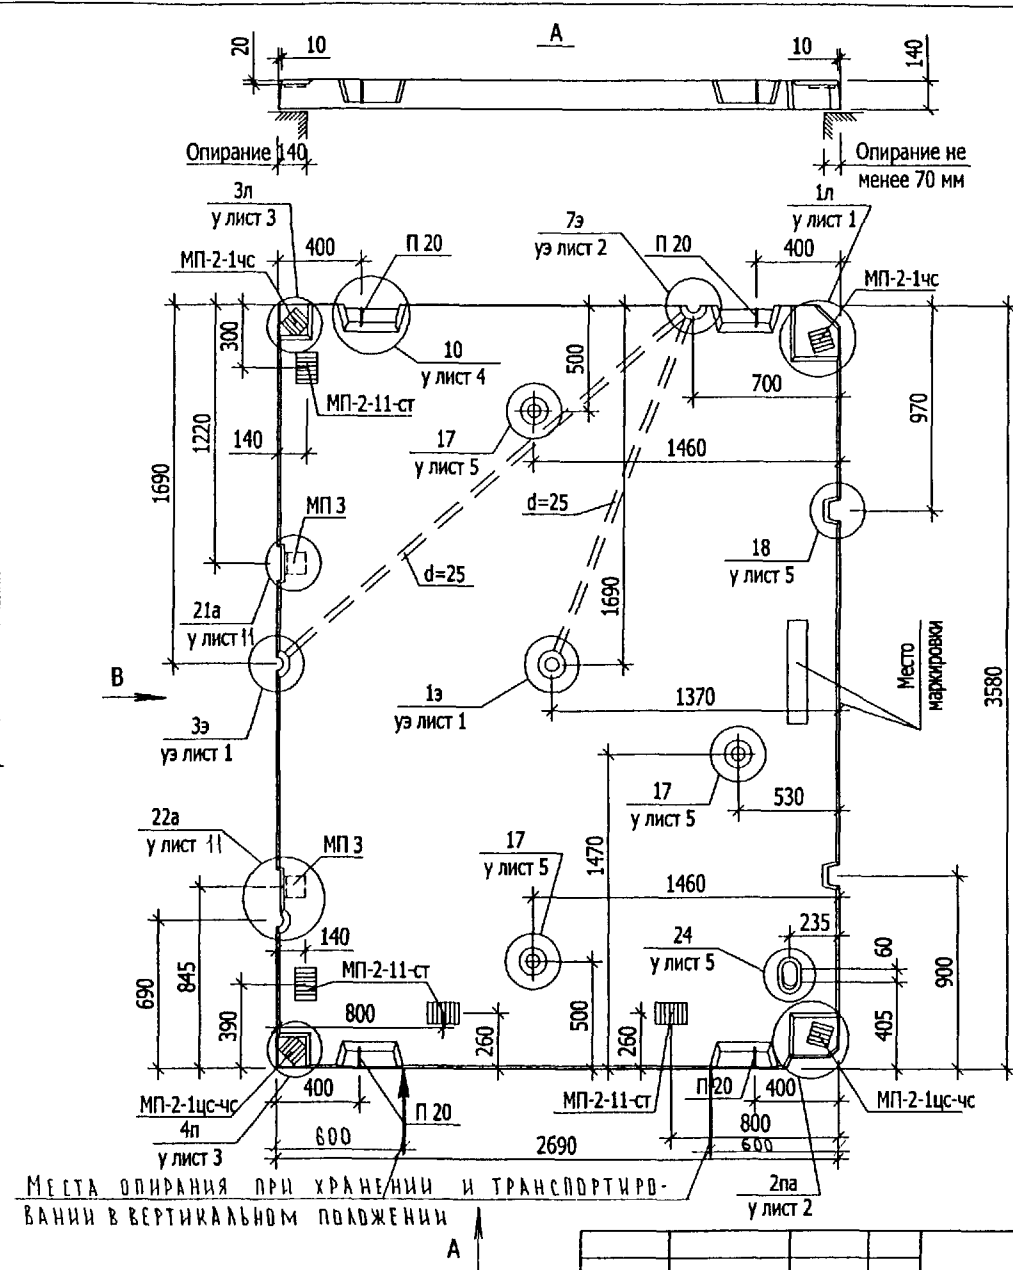 А
20
10
10
140
Опирание 140
Опирание не
менее 70 мм
3л
у лист 3
7э
уэ лист 2
1л
у лист 1
МП-2-1чс
400
П 20
П 20
400
МП-2-1чс
300
10
у лист 4
500
700
970
МП-2-11-ст
1220
140
17
у лист 5
1460
1690
МП 3
d=25
18
у лист 5
d=25
1690
21а
у лист 11
Место
маркировки
3580
В
1370
3э
уэ лист 1
1э
уэ лист 1
17
у лист 5
530
22а
у лист 11
МП 3
17
у лист 5
1470
1460
140
24
у лист 5
235
60
900
МП-2-11-ст
690
845
390
800
260
500
260
405
МП-2-1цс-чс
400
П 20
МП-2-11-ст
П 20
400
МП-2-1цс-чс
4п
у лист 3
600
2690
800
600
Места опирания при хранении и транспортиро-
вании в вертикальном положении
2па
у лист 2
А